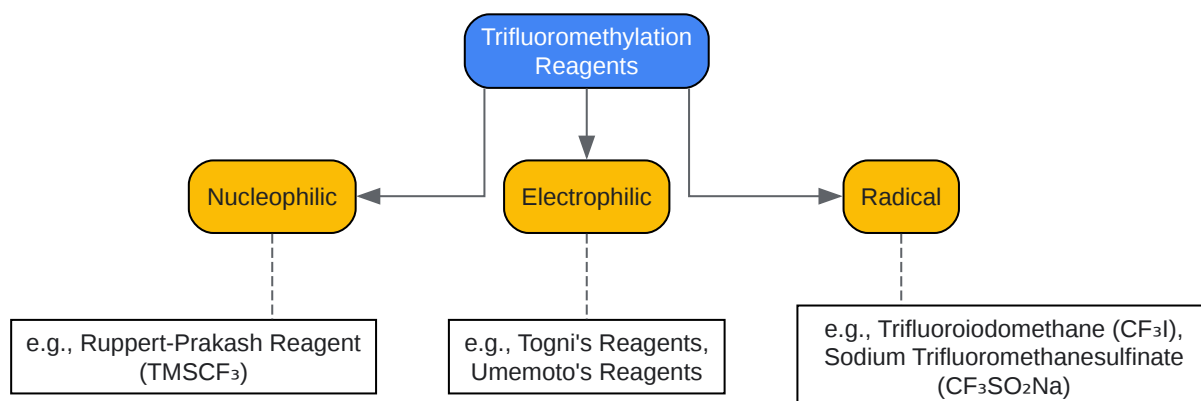 Trifluoromethylation
Reagents
Nucleophilic
Electrophilic
Radical
e.g., Ruppert-Prakash Reagent
(TMSCF₃)
e.g., Togni's Reagents,
Umemoto's Reagents
e.g., Trifluoroiodomethane (CF₃I),
Sodium Trifluoromethanesulfinate
(CF₃SO₂Na)